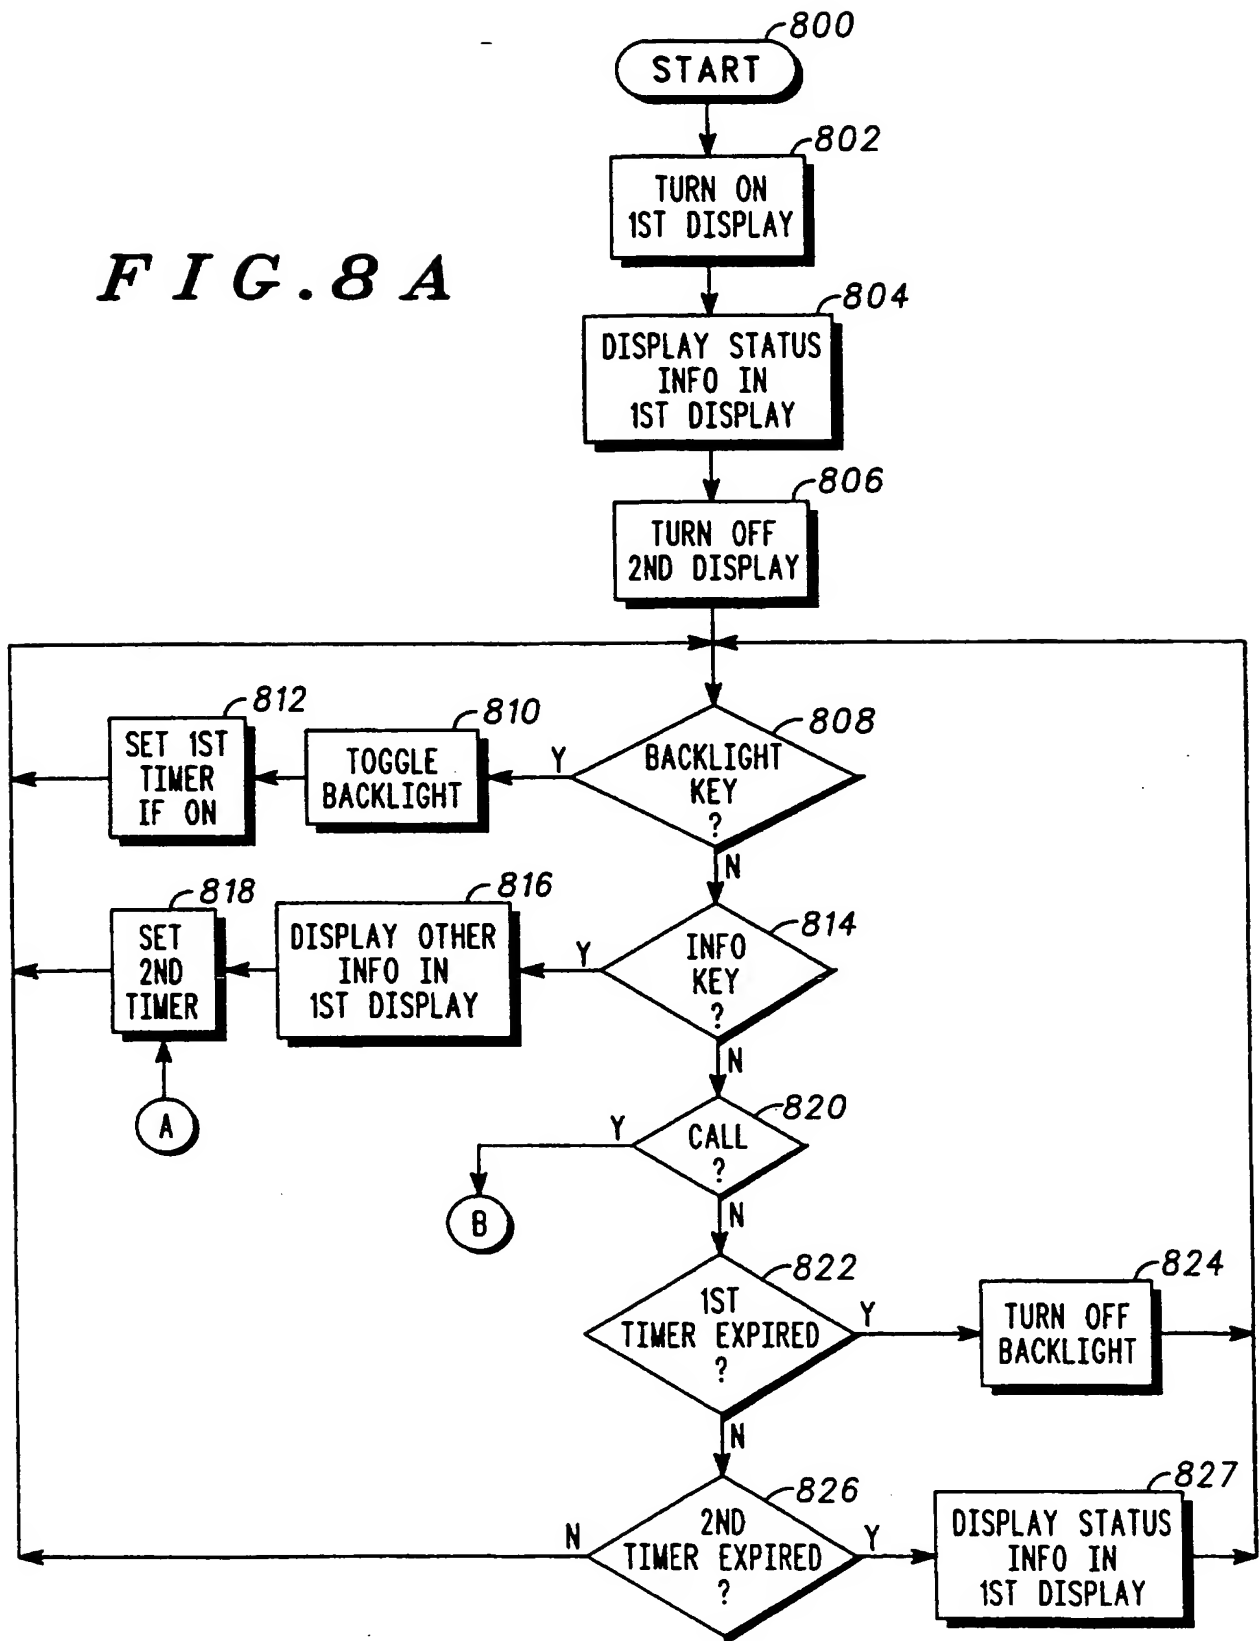 800
START
802
TURN ON
1ST DISPLAY
FIG.8A
804
DISPLAY STATUS
INFO IN
1ST DISPLAY
806
TURN OFF
2ND DISPLAY
812
SET 1ST
TIMER
IF ON
810
TOGGLE
BACKLIGHT
Y
808
BACKLIGHT
KEY
?
N
818
SET
2ND
TIMER
816
DISPLAY OTHER
INFO IN
1ST DISPLAY
Y
814
INFO
KEY
?
N
A
Y
820
CALL
?
N
B
822
1ST
TIMER EXPIRED
?
Y
824
TURN OFF
BACKLIGHT
N
826
2ND
TIMER EXPIRED
?
N
Y
827
DISPLAY STATUS
INFO IN
1ST DISPLAY